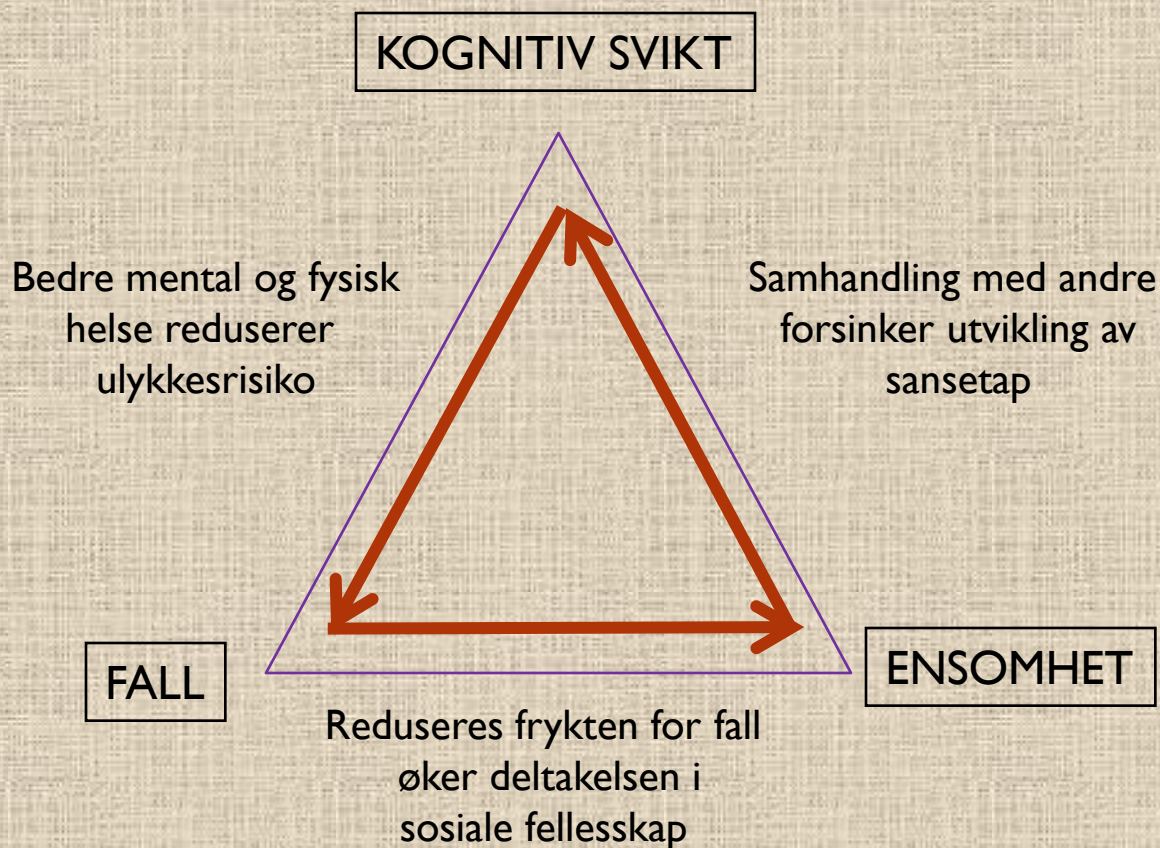 KOGNITIV SVIKT
Bedre mental og fysisk
helse reduserer
ulykkesrisiko
Samhandling med andre
forsinker utvikling av
sansetap
FALL
ENSOMHET
Reduseres frykten for fall
øker deltakelsen i
sosiale fellesskap